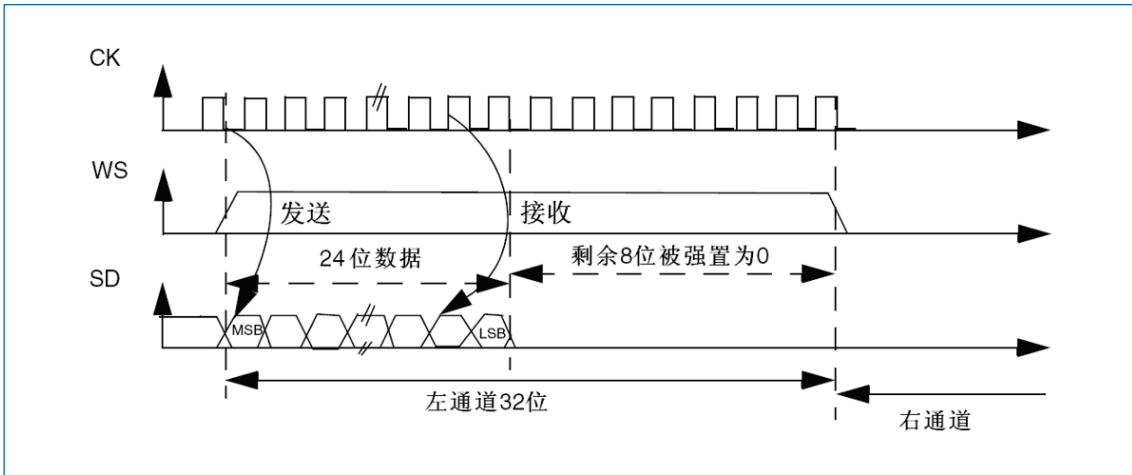 CK
WS
发送
接收
24位数据
剩余8位被强置为0
SD
MSB
LSB
左通道32位
右通道